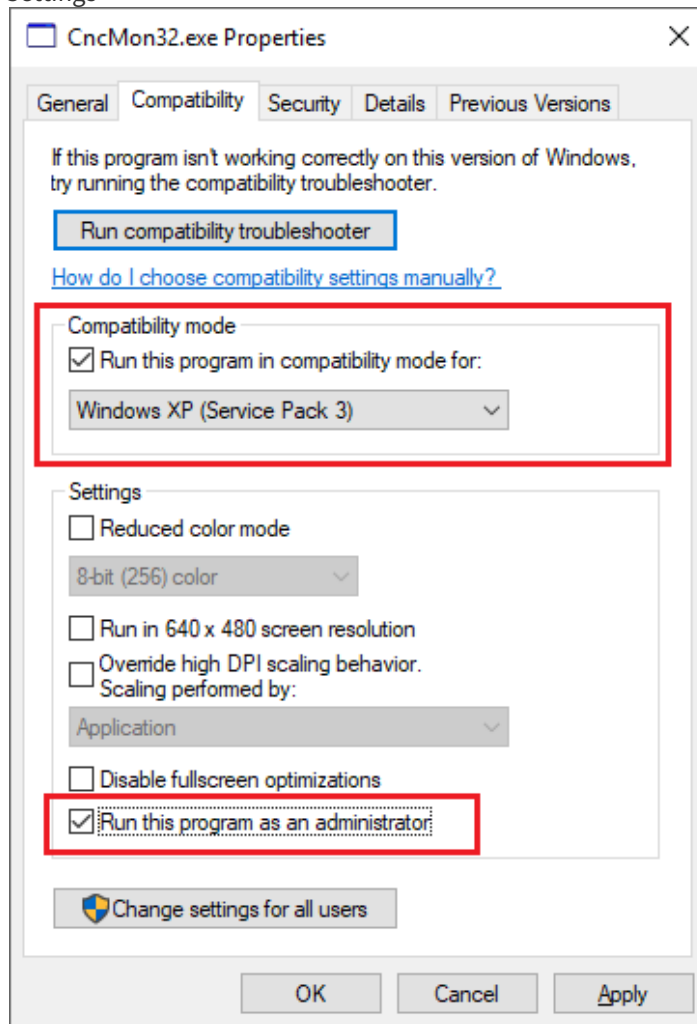 settings
CncMon32.exe Properties
General Compatibility Security Details Previous Versions
If this program isn't working correctly on this version of Windows,
try running the compatibility troubleshooter.
Run compatibility troubleshooter
How do I choose compatibility settings manually?
Compatibility mode
Run this program in compatibility mode for:
Windows XP (Service Pack 3)
Settings
Reduced color mode
8-bit (256) color
Run in 640 x 480 screen resolution
Override high DPI scaling behavior.
Scaling performed by:
Application
Disable fullscreen optimizations
Run this program as an administrator
Change settings for all users
OK Cancel Apply